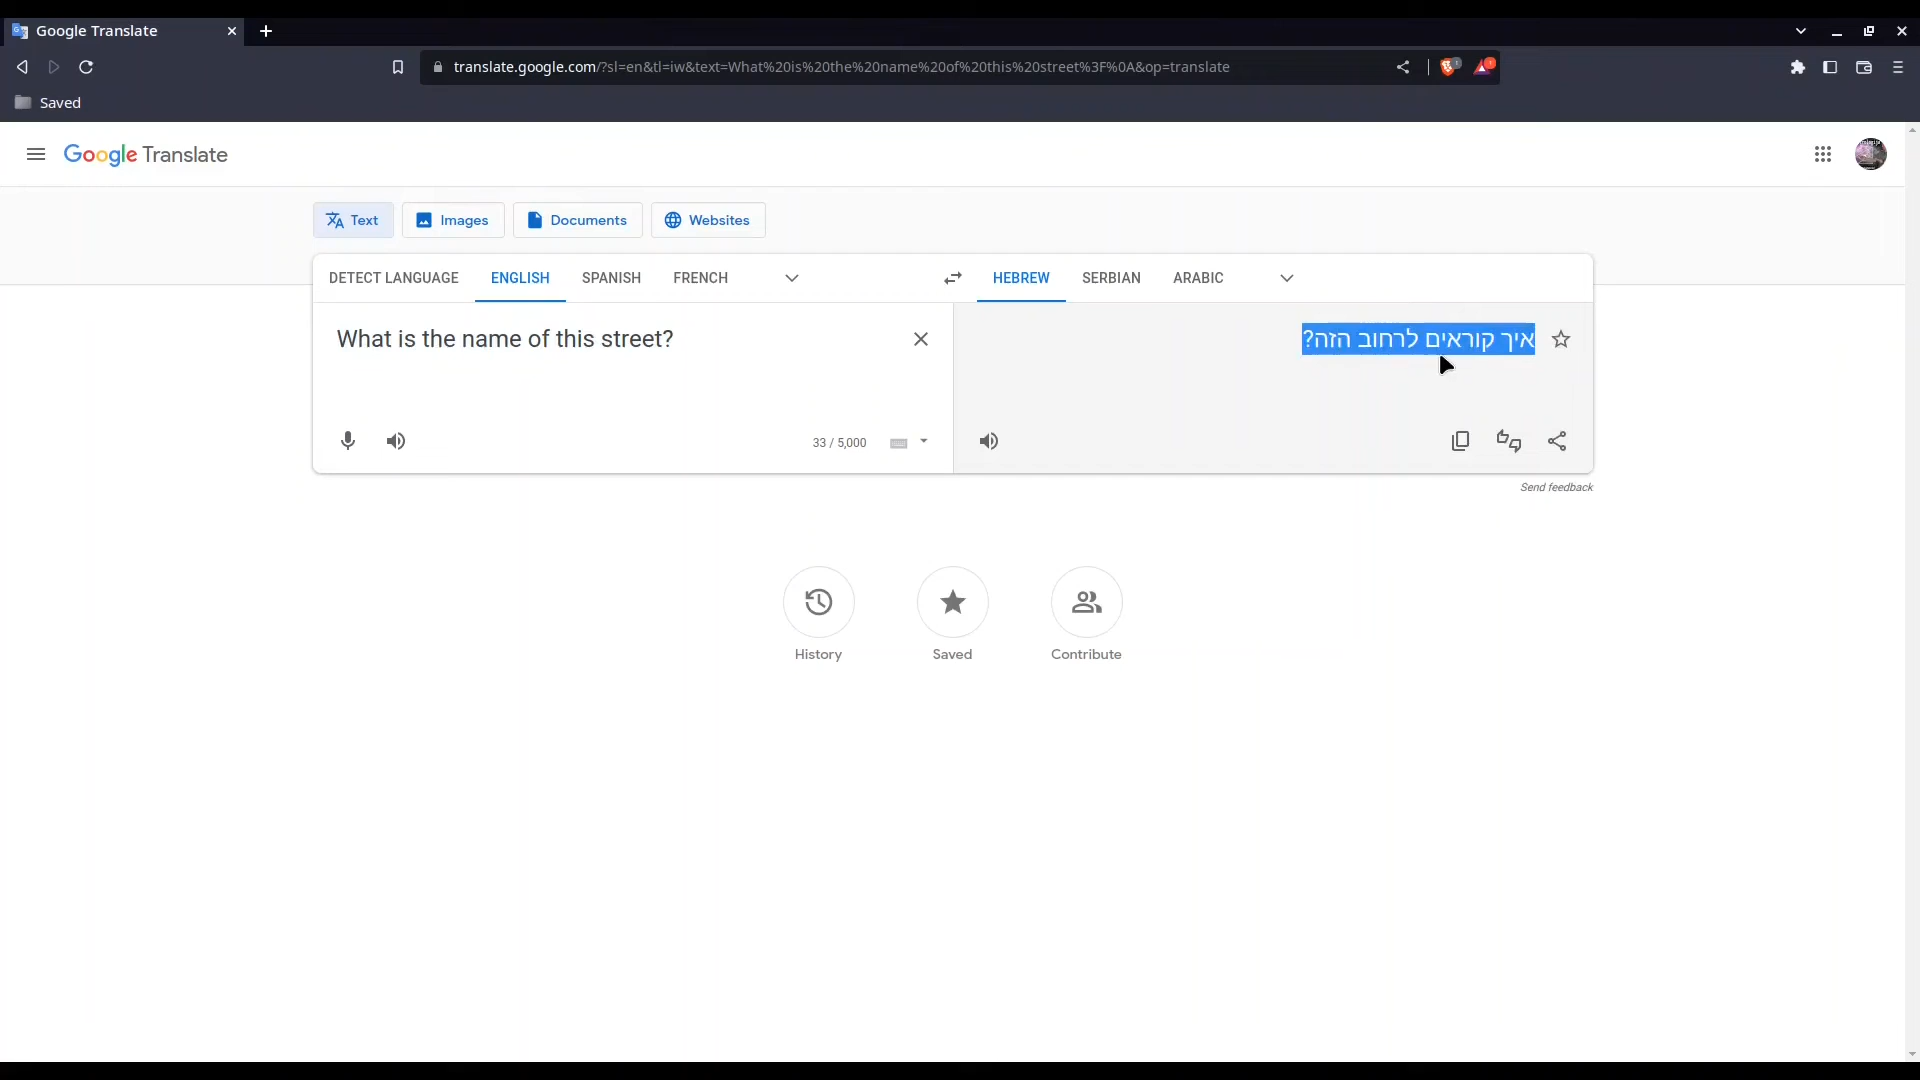 Google Translate
translate.google.com/?sl=en&tl=iw&text=What%20is%20the%20name%20of%20this%20street%3F%0A&op=translate
Saved
Google Translate
Text Images Documents Websites
DETECT LANGUAGE ENGLISH SPANISH FRENCH HEBREW SERBIAN ARABIC
What is the name of this street?
איך קוראים לרחוב הזה?
33 / 5,000
Send feedback
History Saved Contribute